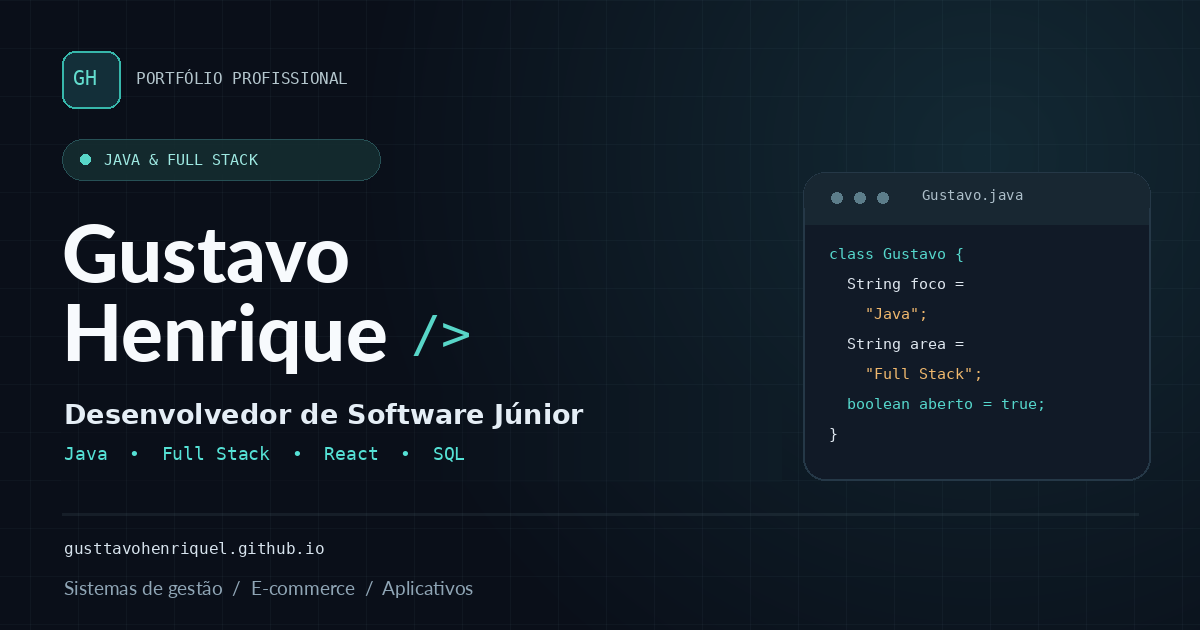 GH
PORTFÓLIO PROFISSIONAL
JAVA & FULL STACK
Gustavo
Henrique />
Desenvolvedor de Software Júnior
Java • Full Stack • React • SQL
Gustavo.java
class Gustavo {
String foco =
"Java";
String area =
"Full Stack";
boolean aberto = true;
}
gusttavohenriquel.github.io
Sistemas de gestão / E-commerce / Aplicativos